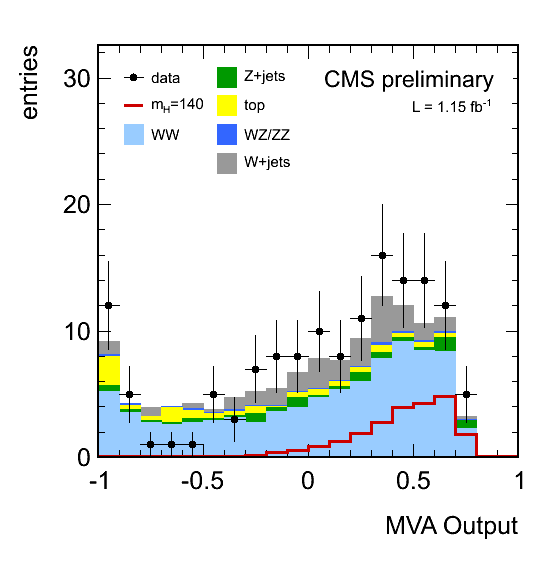 entries
30
20
10
0
data
m_H=140
WW
Z+jets
top
WZ/ZZ
W+jets
CMS preliminary
L = 1.15 fb⁻¹
-1 -0.5 0 0.5 1
MVA Output